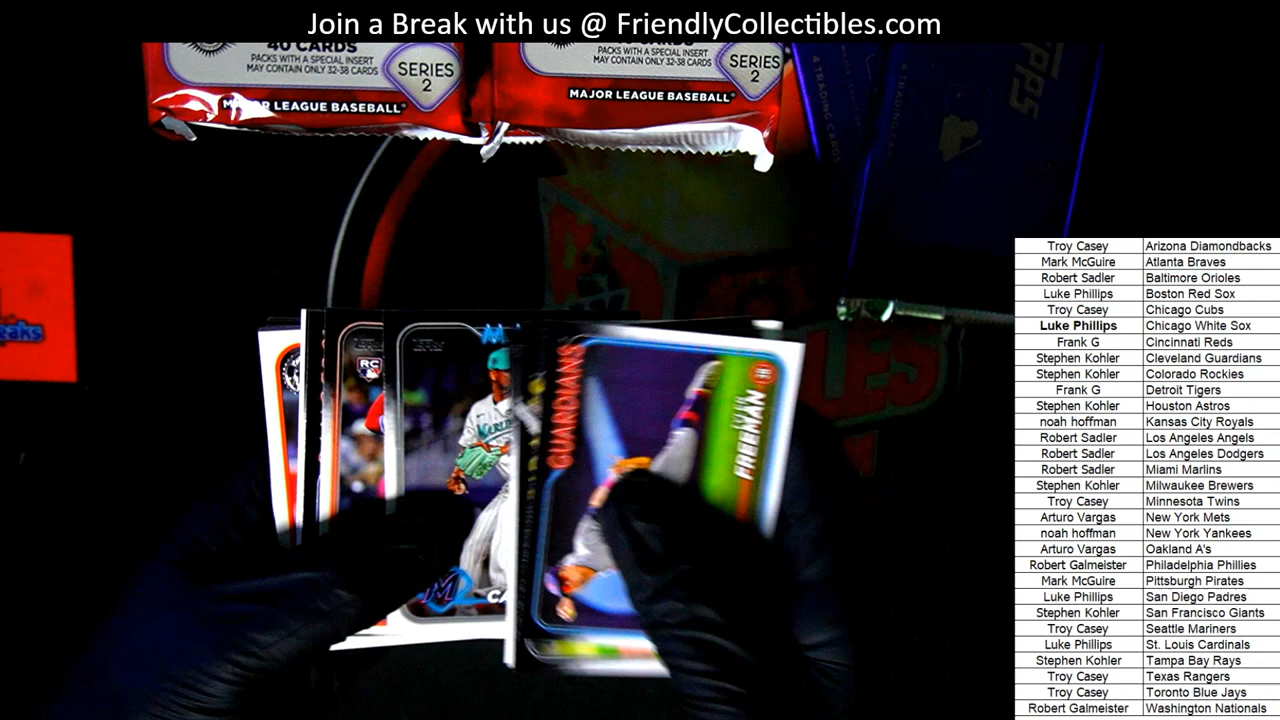 Join a Break with us @ FriendlyCollectibles.com
40 CARDS
PACKS WITH A SPECIAL INSERT
MAY CONTAIN ONLY 32-38 CARDS
SERIES
2
MAJOR LEAGUE BASEBALL
PACKS WITH A SPECIAL INSERT
MAY CONTAIN ONLY 32-38 CARDS
SERIES
2
MAJOR LEAGUE BASEBALL
4 TRADING CARDS
TOPPS
RC
MARLINS
GUARDIANS
FREEMAN
Troy Casey Arizona Diamondbacks
Mark McGuire Atlanta Braves
Robert Sadler Baltimore Orioles
Luke Phillips Boston Red Sox
Troy Casey Chicago Cubs
Luke Phillips Chicago White Sox
Frank G Cincinnati Reds
Stephen Kohler Cleveland Guardians
Stephen Kohler Colorado Rockies
Frank G Detroit Tigers
Stephen Kohler Houston Astros
noah hoffman Kansas City Royals
Robert Sadler Los Angeles Angels
Robert Sadler Los Angeles Dodgers
Robert Sadler Miami Marlins
Stephen Kohler Milwaukee Brewers
Troy Casey Minnesota Twins
Arturo Vargas New York Mets
noah hoffman New York Yankees
Arturo Vargas Oakland A's
Robert Galmeister Philadelphia Phillies
Mark McGuire Pittsburgh Pirates
Luke Phillips San Diego Padres
Stephen Kohler San Francisco Giants
Troy Casey Seattle Mariners
Luke Phillips St. Louis Cardinals
Stephen Kohler Tampa Bay Rays
Troy Casey Texas Rangers
Troy Casey Toronto Blue Jays
Robert Galmeister Washington Nationals